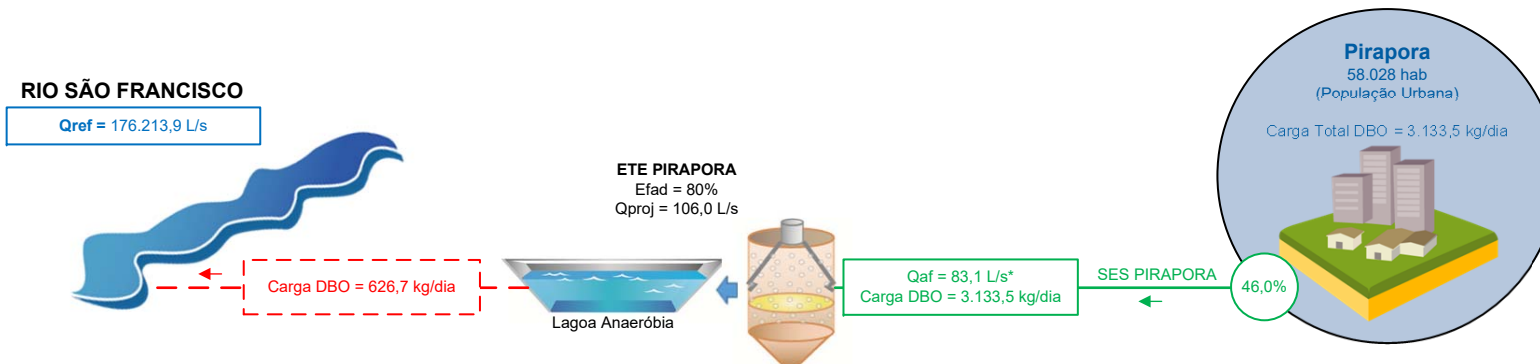 RIO SÃO FRANCISCO
Qref = 176.213,9 L/s
Carga DBO = 626,7 kg/dia
ETE PIRAPORA
Efad = 80%
Qproj = 106,0 L/s
Lagoa Anaeróbia
Qaf = 83,1 L/s*
Carga DBO = 3.133,5 kg/dia
SES PIRAPORA
46,0%
Pirapora
58.028 hab
(População Urbana)
Carga Total DBO = 3.133,5 kg/dia